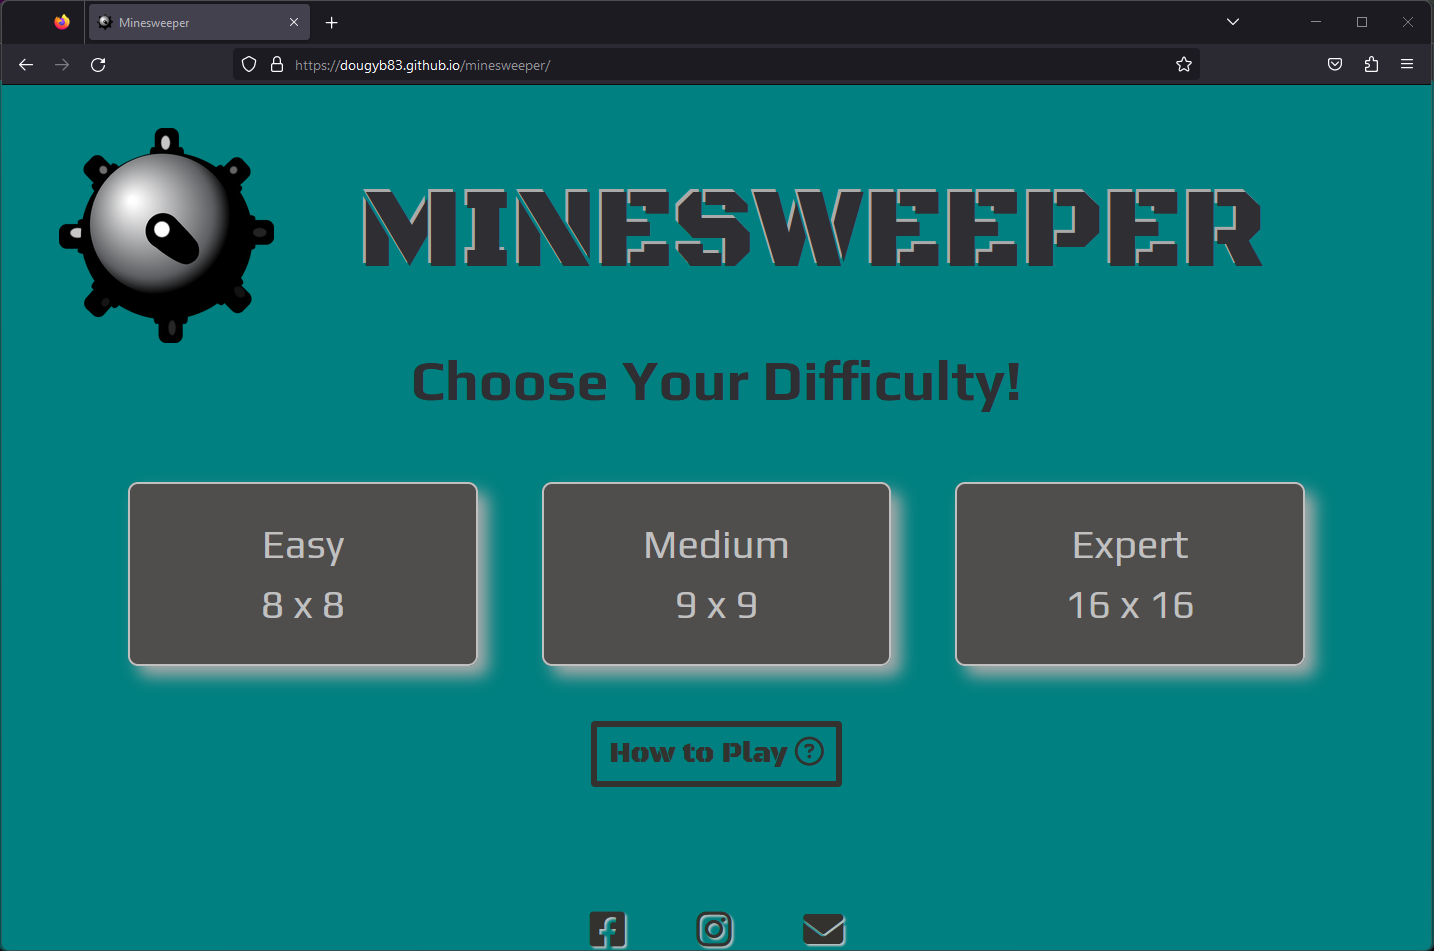 Minesweeper
https://dougyb83.github.io/minesweeper/
MINESWEEPER
Choose Your Difficulty!
Easy
8 x 8
Medium
9 x 9
Expert
16 x 16
How to Play ?